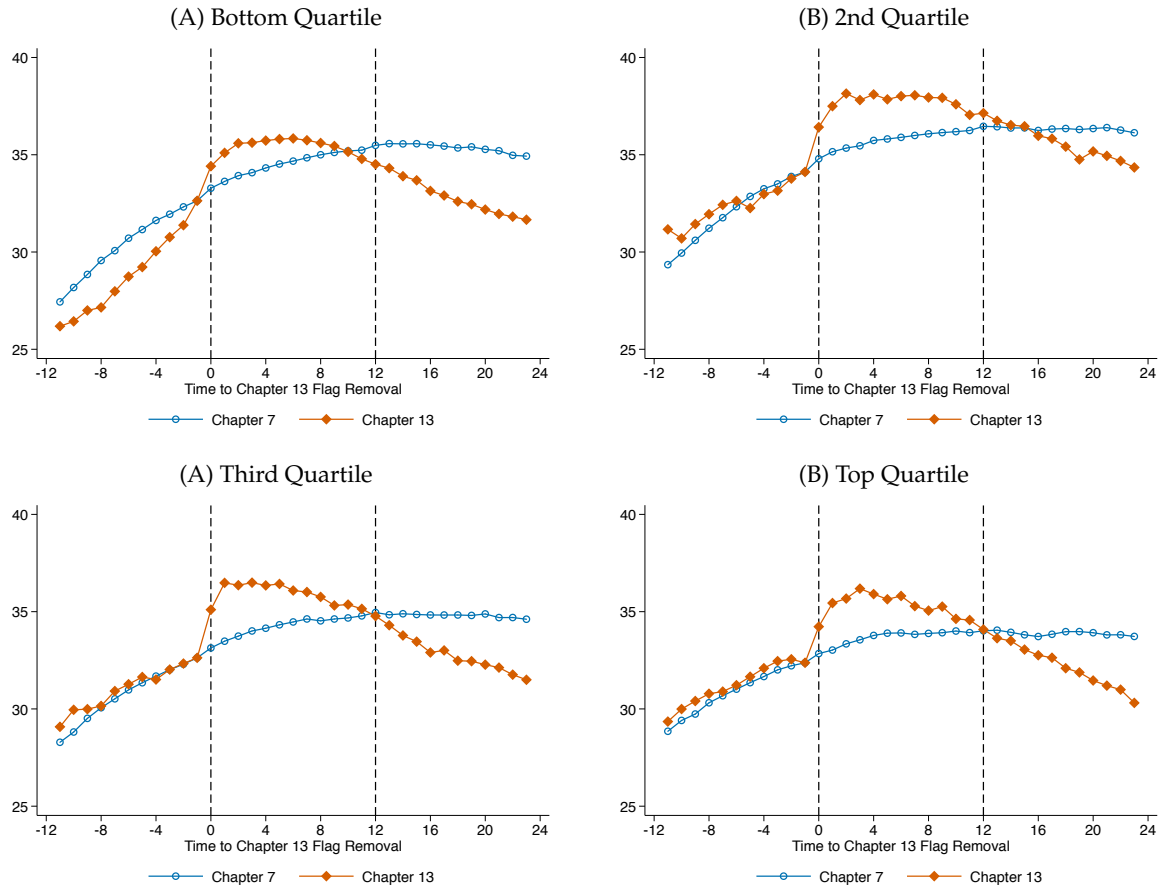 (A) Bottom Quartile
40
35
30
25
-12 -8 -4 0 4 8 12 16 20 24
Time to Chapter 13 Flag Removal
Chapter 7 Chapter 13
(B) 2nd Quartile
40
35
30
25
-12 -8 -4 0 4 8 12 16 20 24
Time to Chapter 13 Flag Removal
Chapter 7 Chapter 13
(A) Third Quartile
40
35
30
25
-12 -8 -4 0 4 8 12 16 20 24
Time to Chapter 13 Flag Removal
Chapter 7 Chapter 13
(B) Top Quartile
40
35
30
25
-12 -8 -4 0 4 8 12 16 20 24
Time to Chapter 13 Flag Removal
Chapter 7 Chapter 13